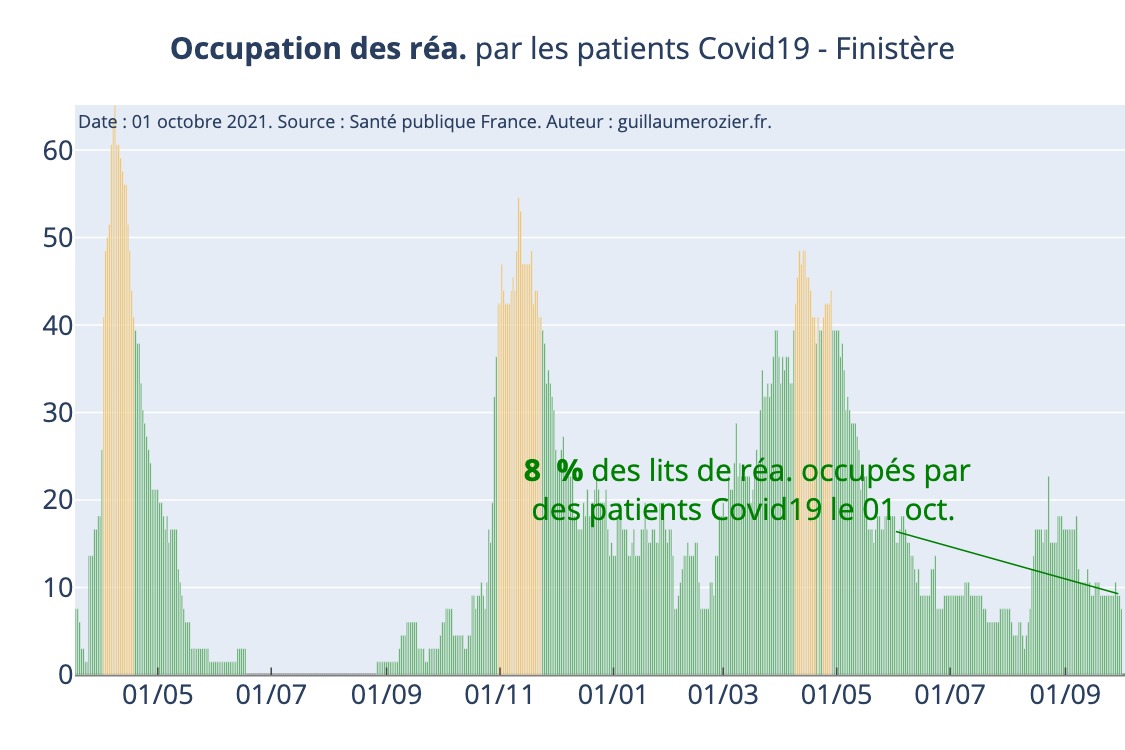 Occupation des réa. par les patients Covid19 - Finistère
Date : 01 octobre 2021. Source : Santé publique France. Auteur : guillaumerozier.fr.
60
50
40
30
8 % des lits de réa. occupés par
20
des patients Covid19 le 01 oct.
10
0
01/05 01/07 01/09 01/11 01/01 01/03 01/05 01/07 01/09